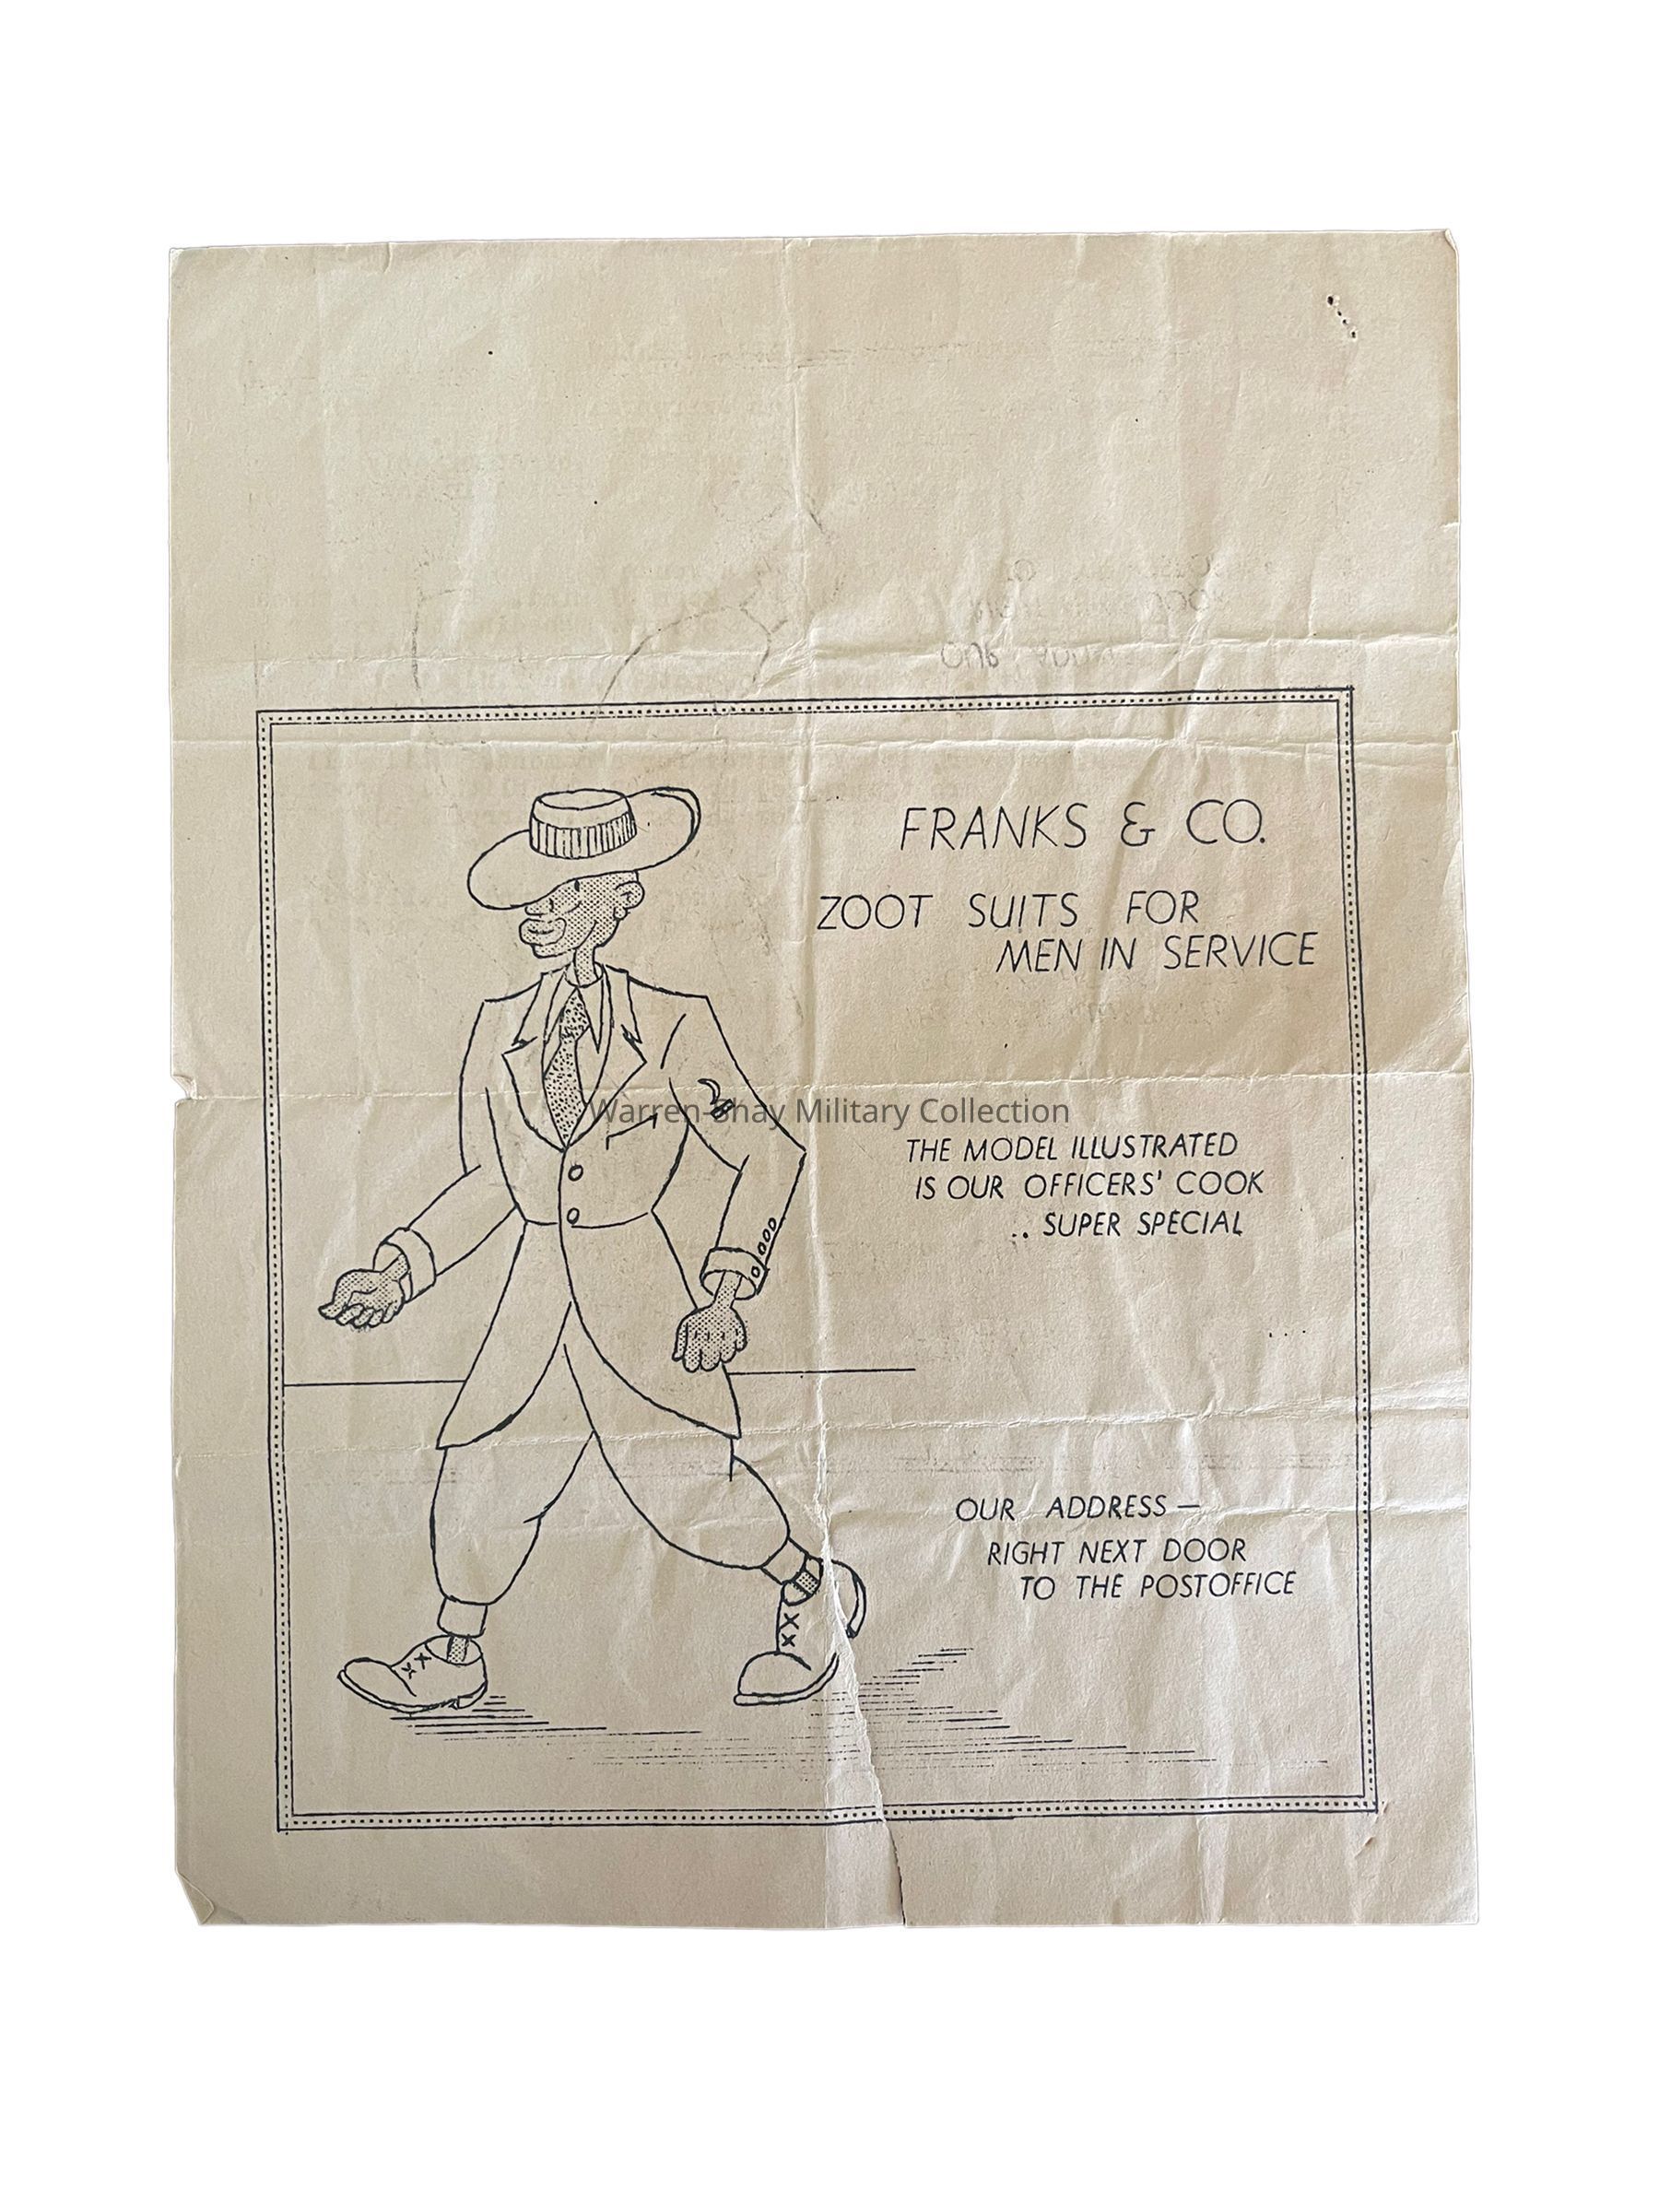 FRANKS & CO.
ZOOT SUITS FOR
MEN IN SERVICE
Warren-Shay Military Collection
THE MODEL ILLUSTRATED
IS OUR OFFICERS' COOK
.. SUPER SPECIAL
OUR ADDRESS —
RIGHT NEXT DOOR
TO THE POSTOFFICE